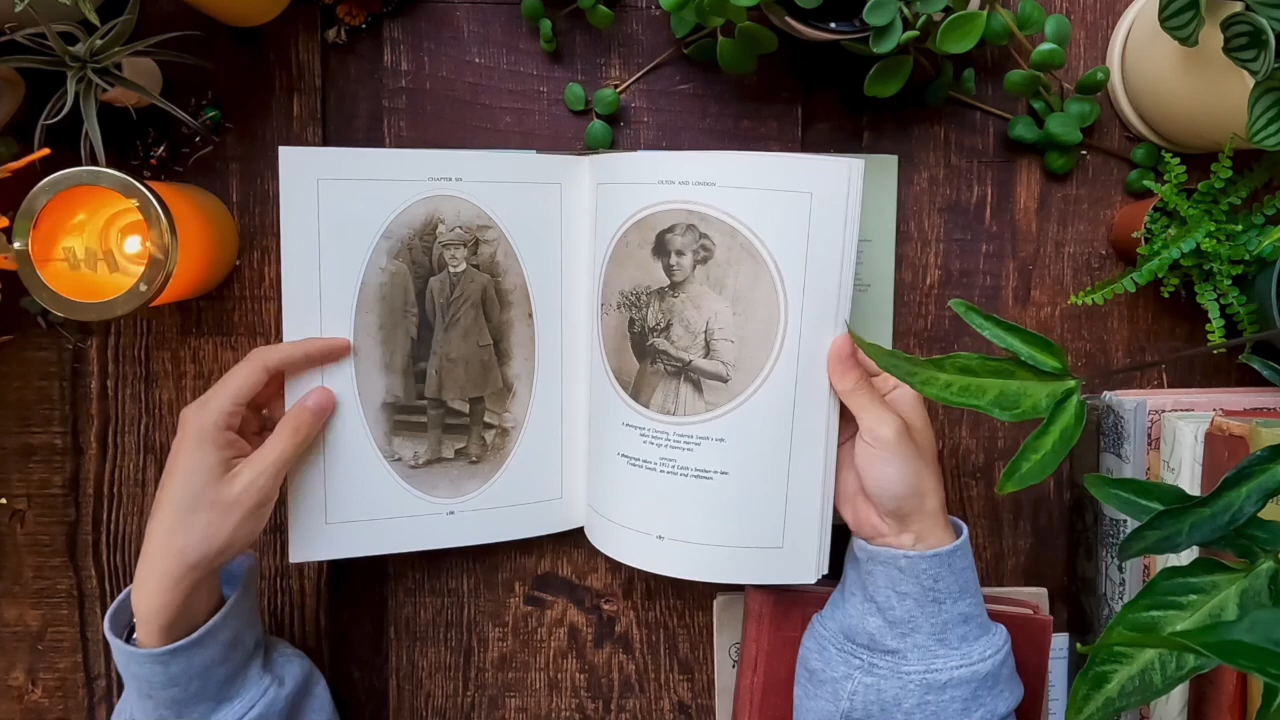 CHAPTER SIX
186
OLTON AND LONDON
A photograph of Dorothy, Frederick Smith's wife,
taken before she was married
at the age of twenty-six.
OPPOSITE
A photograph taken in 1912 of Edith's brother-in-law,
Frederick Smith, an artist and craftsman
187
The